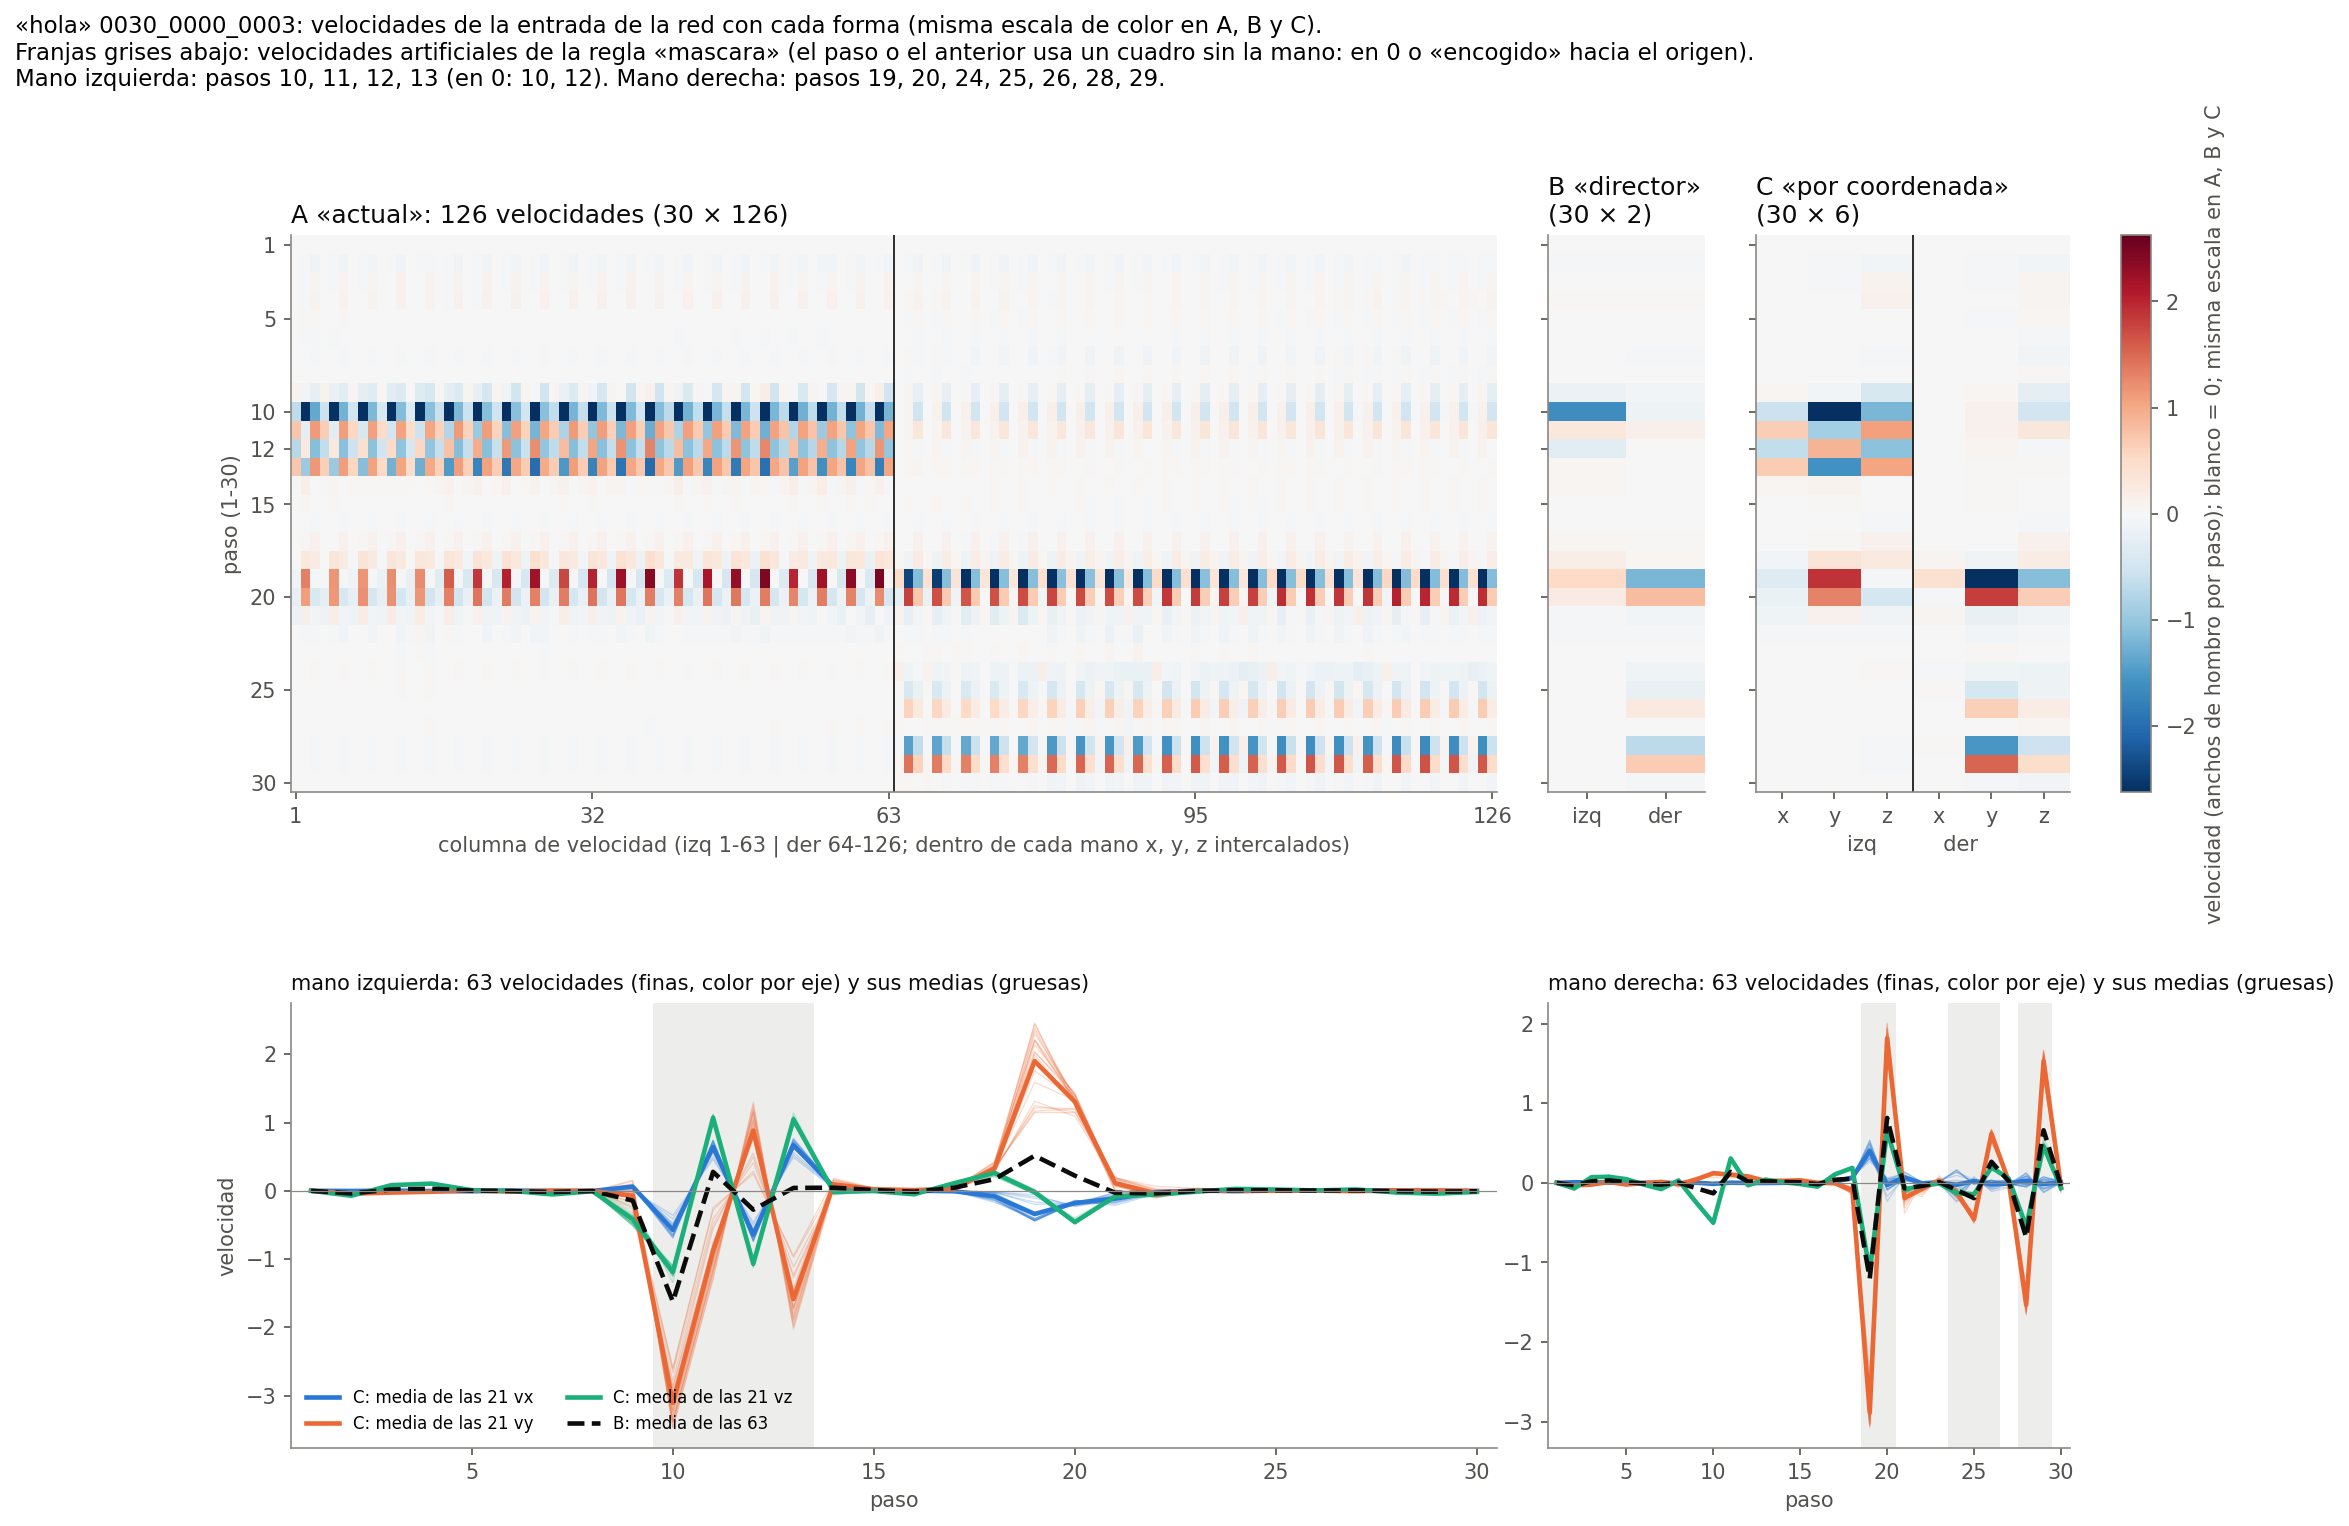 «hola» 0030_0000_0003: velocidades de la entrada de la red con cada forma (misma escala de color en A, B y C).
Franjas grises abajo: velocidades artificiales de la regla «mascara» (el paso o el anterior usa un cuadro sin la mano: en 0 o «encogido» hacia el origen).
Mano izquierda: pasos 10, 11, 12, 13 (en 0: 10, 12). Mano derecha: pasos 19, 20, 24, 25, 26, 28, 29.
A «actual»: 126 velocidades (30 × 126)
B «director»
(30 × 2)
C «por coordenada»
(30 × 6)
paso (1-30)
1
5
10
12
15
20
25
30
1 32 63 95 126
columna de velocidad (izq 1-63 | der 64-126; dentro de cada mano x, y, z intercalados)
izq der
x y z x y z
izq der
2
1
0
−1
−2
velocidad (anchos de hombro por paso); blanco = 0; misma escala en A, B y C
mano izquierda: 63 velocidades (finas, color por eje) y sus medias (gruesas)
velocidad
2
1
0
−1
−2
−3
C: media de las 21 vx
C: media de las 21 vy
C: media de las 21 vz
B: media de las 63
5 10 15 20 25 30
paso
mano derecha: 63 velocidades (finas, color por eje) y sus medias (gruesas)
2
1
0
−1
−2
−3
5 10 15 20 25 30
paso